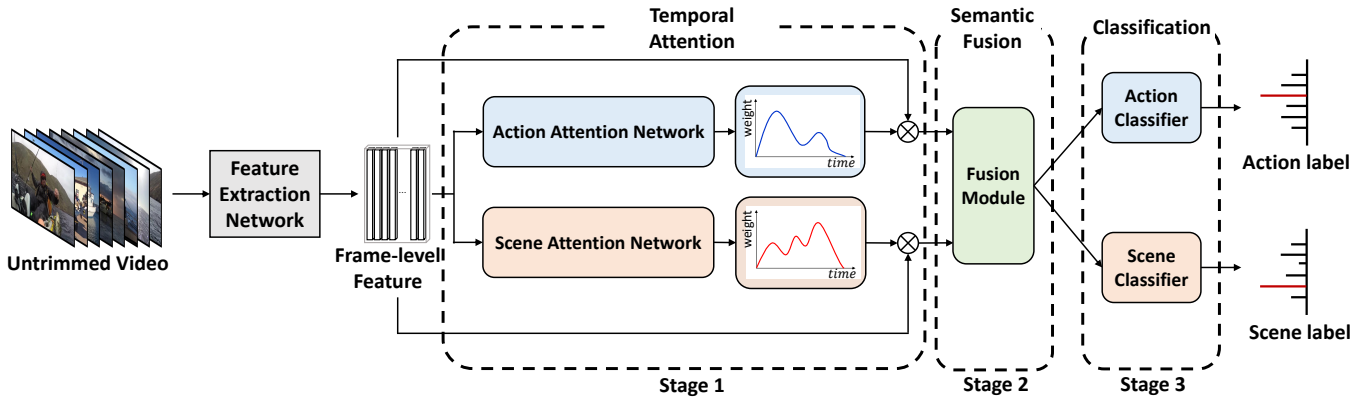 Temporal
Attention
Semantic
Fusion
Classification
Untrimmed Video
Feature
Extraction
Network
...
Frame-level
Feature
Action Attention Network
weight
time
Scene Attention Network
weight
time
Fusion
Module
Action
Classifier
Action label
Scene
Classifier
Scene label
Stage 1
Stage 2
Stage 3